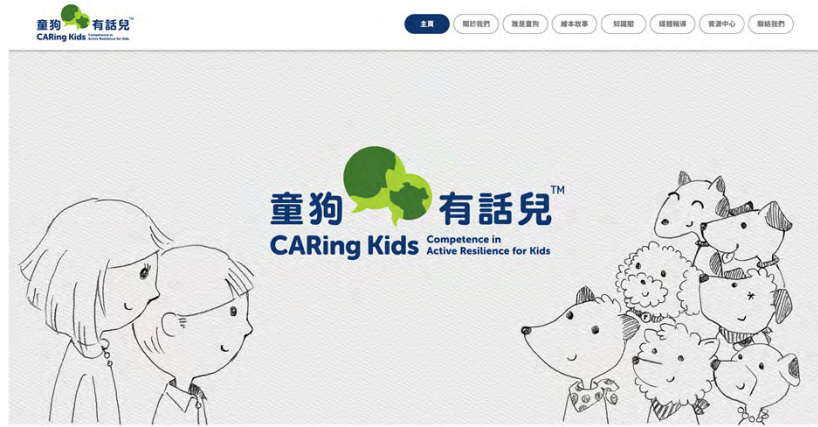 童狗有話兒™
CARing Kids Competence in
Active Resilience for Kids
主頁 關於我們 誰是童狗 繪本故事 知識閣 媒體報導 資源中心 聯絡我們
童狗有話兒™
CARing Kids Competence in
Active Resilience for Kids